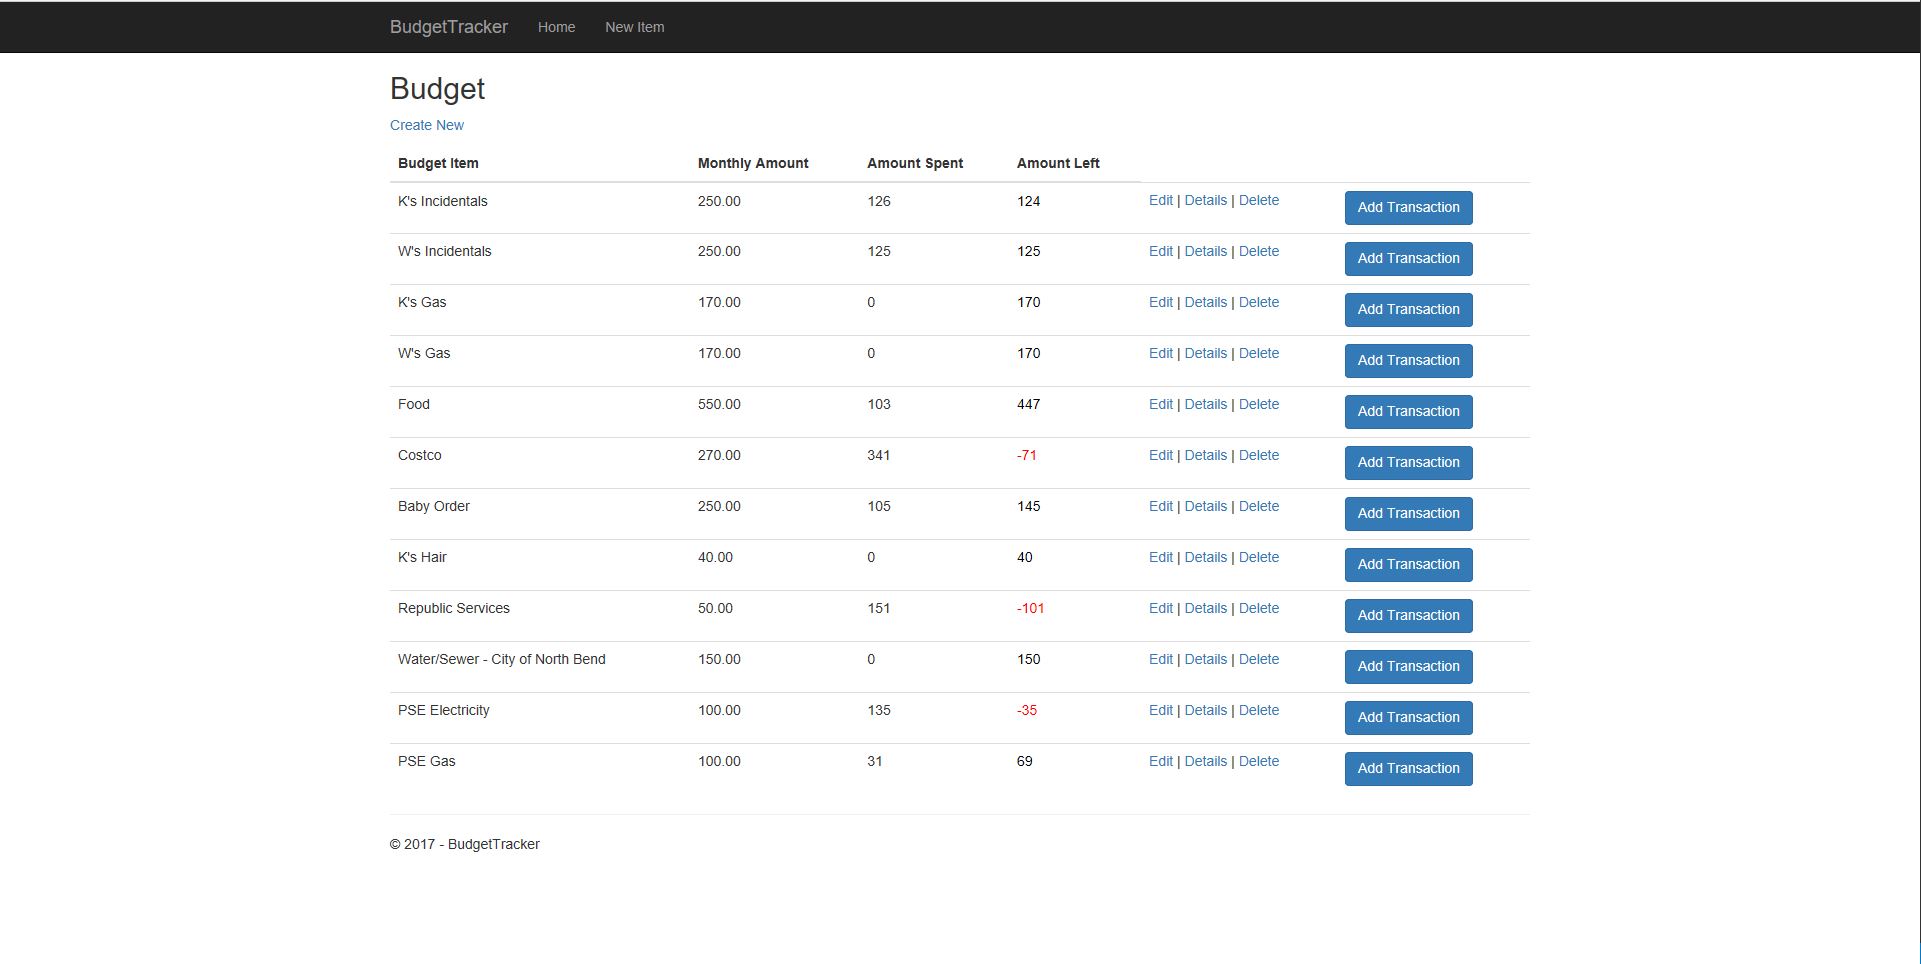 BudgetTracker Home New Item
Budget
Create New
Budget Item Monthly Amount Amount Spent Amount Left
K's Incidentals 250.00 126 124 Edit | Details | Delete Add Transaction
W's Incidentals 250.00 125 125 Edit | Details | Delete Add Transaction
K's Gas 170.00 0 170 Edit | Details | Delete Add Transaction
W's Gas 170.00 0 170 Edit | Details | Delete Add Transaction
Food 550.00 103 447 Edit | Details | Delete Add Transaction
Costco 270.00 341 -71 Edit | Details | Delete Add Transaction
Baby Order 250.00 105 145 Edit | Details | Delete Add Transaction
K's Hair 40.00 0 40 Edit | Details | Delete Add Transaction
Republic Services 50.00 151 -101 Edit | Details | Delete Add Transaction
Water/Sewer - City of North Bend 150.00 0 150 Edit | Details | Delete Add Transaction
PSE Electricity 100.00 135 -35 Edit | Details | Delete Add Transaction
PSE Gas 100.00 31 69 Edit | Details | Delete Add Transaction
© 2017 - BudgetTracker